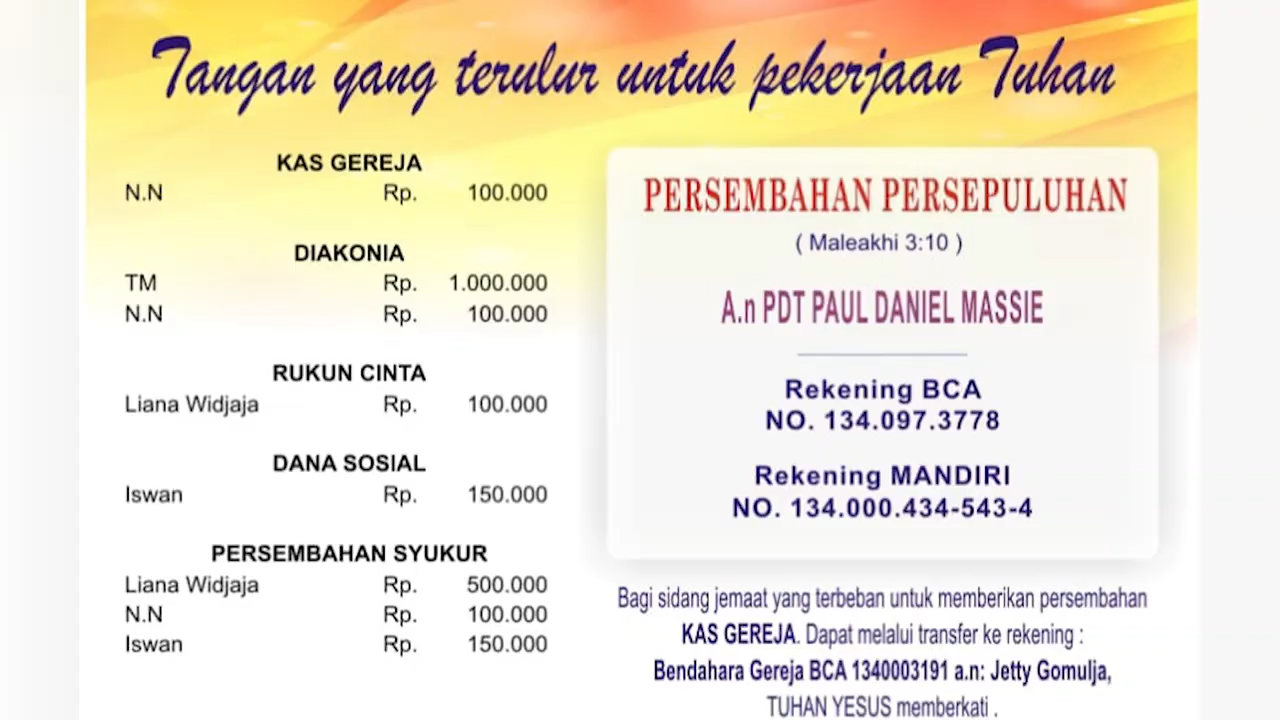 Tangan yang terulur untuk pekerjaan Tuhan
KAS GEREJA
N.N Rp. 100.000
DIAKONIA
TM Rp. 1.000.000
N.N Rp. 100.000
RUKUN CINTA
Liana Widjaja Rp. 100.000
DANA SOSIAL
Iswan Rp. 150.000
PERSEMBAHAN SYUKUR
Liana Widjaja Rp. 500.000
N.N Rp. 100.000
Iswan Rp. 150.000
PERSEMBAHAN PERSEPULUHAN
( Maleakhi 3:10 )
A.n PDT PAUL DANIEL MASSIE
Rekening BCA
NO. 134.097.3778
Rekening MANDIRI
NO. 134.000.434-543-4
Bagi sidang jemaat yang terbeban untuk memberikan persembahan
KAS GEREJA. Dapat melalui transfer ke rekening :
Bendahara Gereja BCA 1340003191 a.n: Jetty Gomulja,
TUHAN YESUS memberkati .